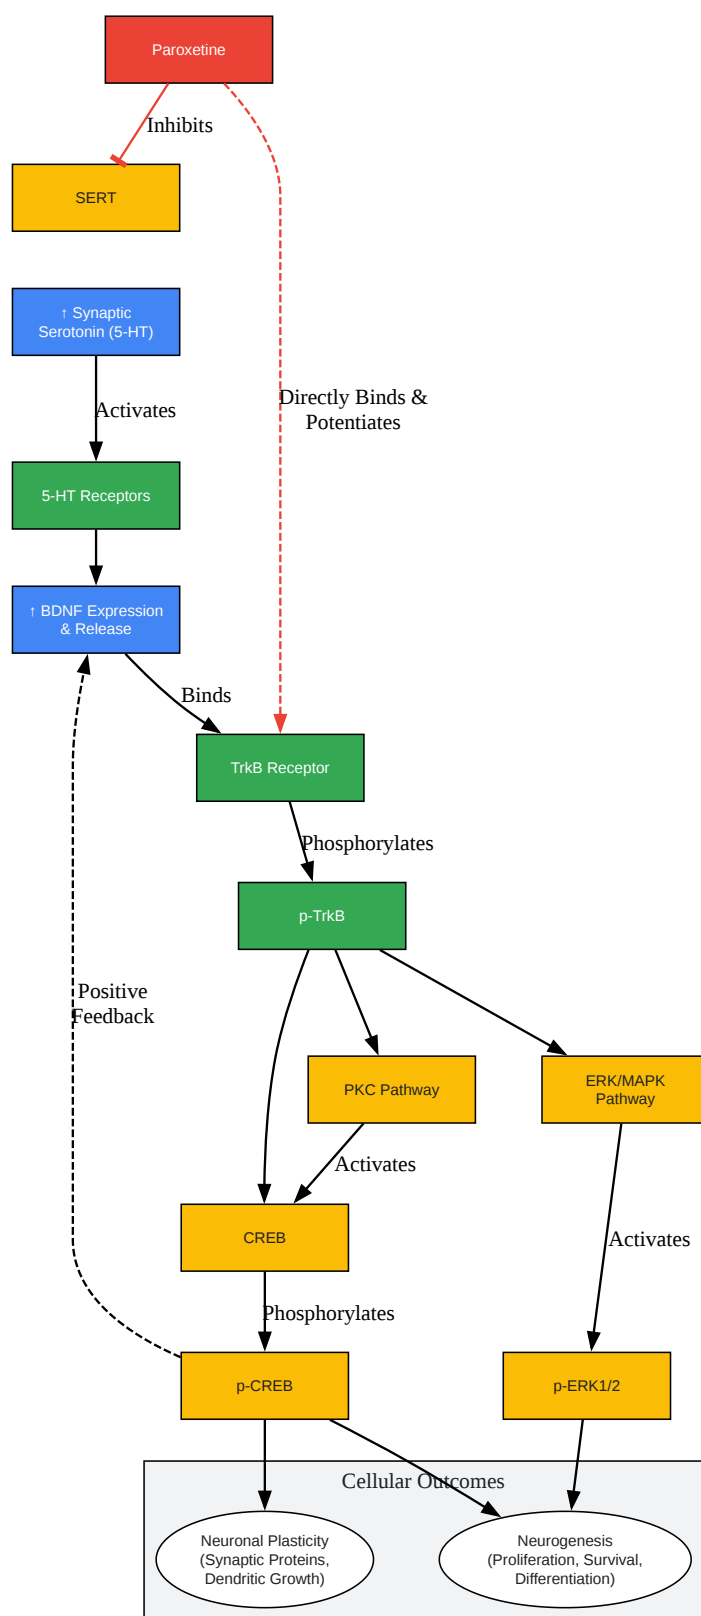 Paroxetine
Inhibits
SERT
↑ Synaptic
Serotonin (5-HT)
Directly Binds &
Potentiates
Activates
5-HT Receptors
↑ BDNF Expression
& Release
Binds
TrkB Receptor
Phosphorylates
p-TrkB
Positive
Feedback
PKC Pathway
ERK/MAPK
Pathway
Activates
CREB
Activates
Phosphorylates
p-CREB
p-ERK1/2
Cellular Outcomes
Neuronal Plasticity
(Synaptic Proteins,
Dendritic Growth)
Neurogenesis
(Proliferation, Survival,
Differentiation)